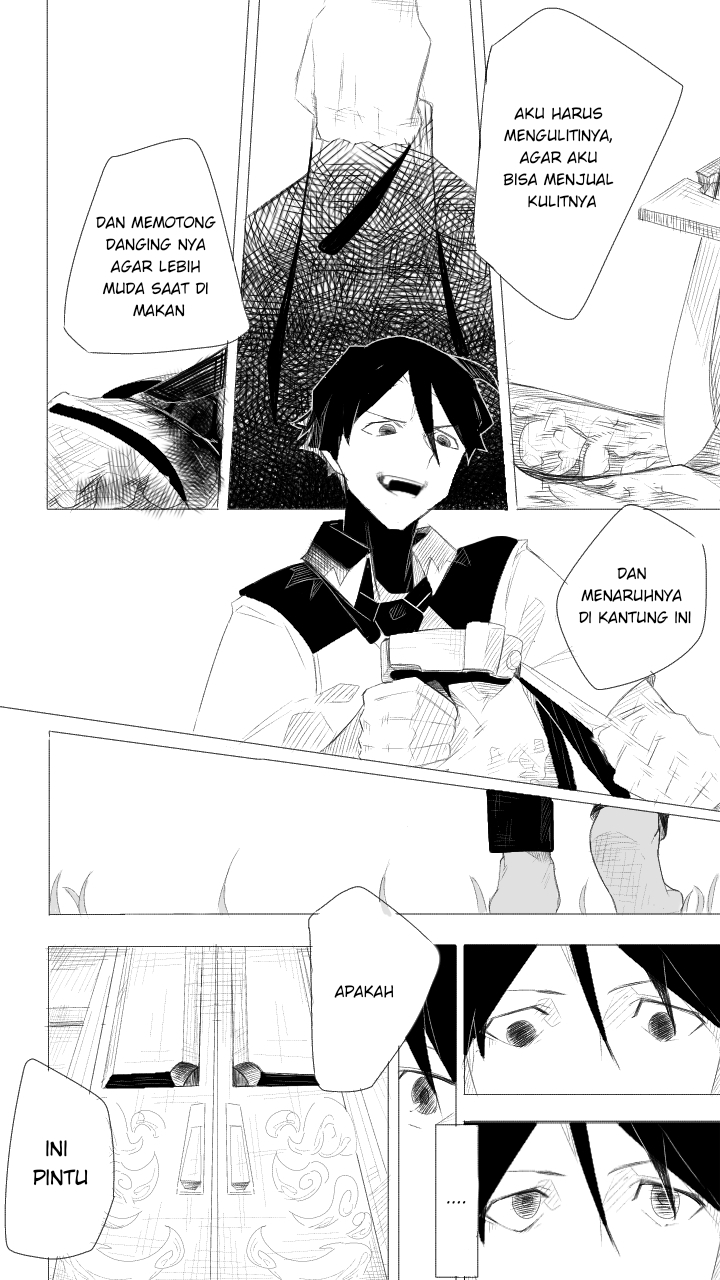 AKU HARUS
MENGULITINYA,
AGAR AKU
BISA MENJUAL
KULITNYA
DAN MEMOTONG
DANGING NYA
AGAR LEBIH
MUDA SAAT DI
MAKAN
DAN
MENARUHNYA
DI KANTUNG INI
APAKAH
INI
PINTU
....